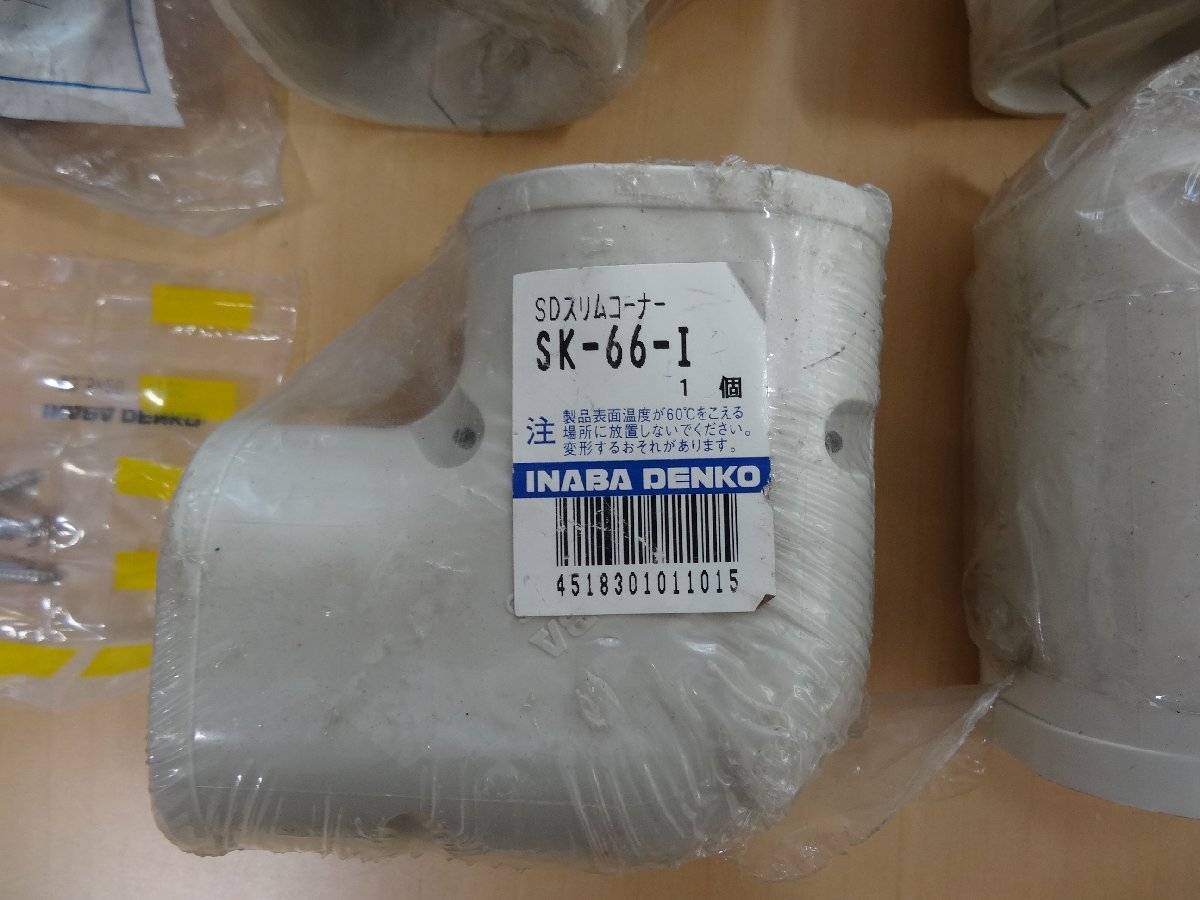 SDスリムコーナー
SK-66-I
1 個
注 製品表面温度が60℃をこえる
場所に放置しないでください。
変形するおそれがあります。
INABA DENKO
4518301011015
INABA DENKO